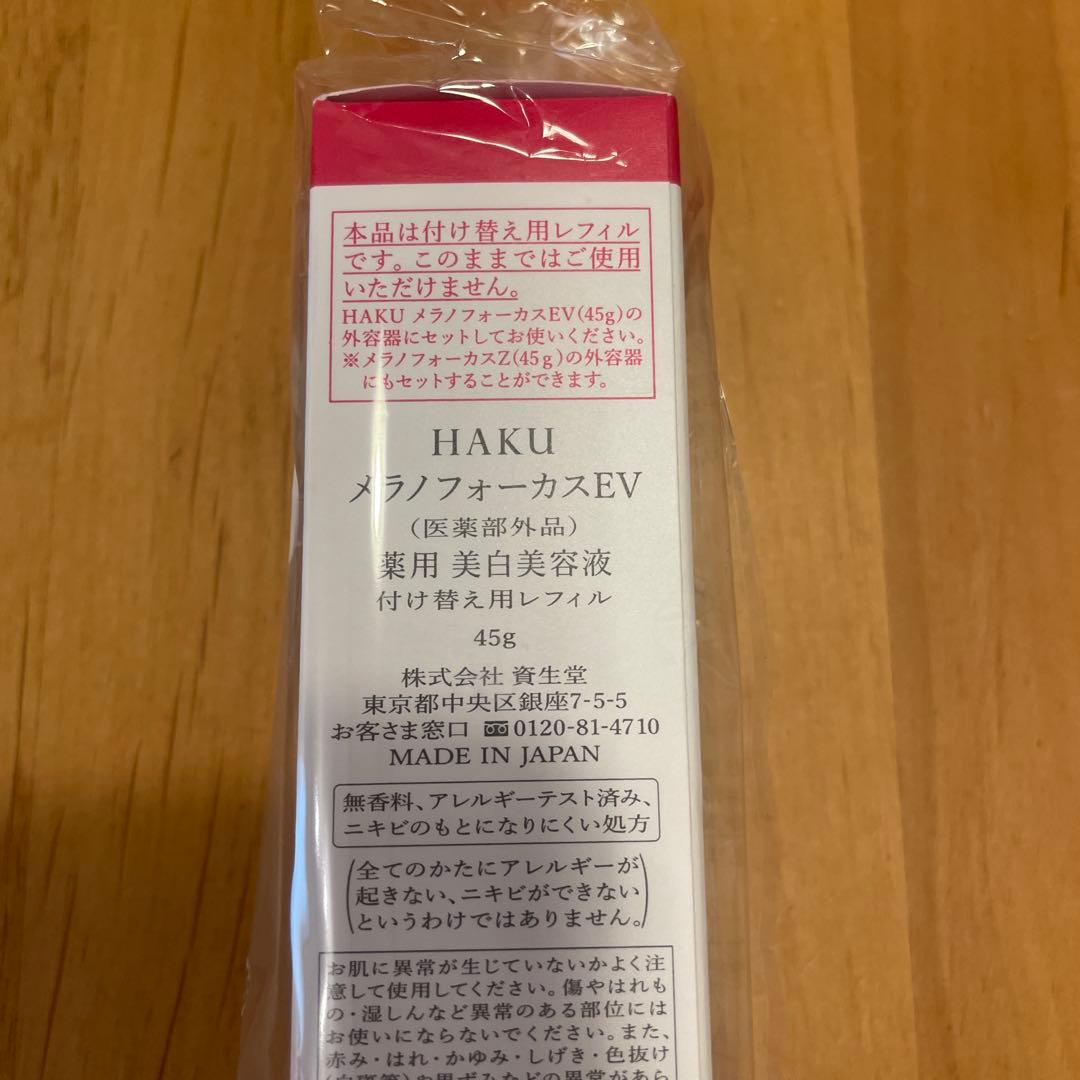 本品は付け替え用レフィル
です。このままではご使用
いただけません。
HAKU メラノフォーカスEV(45g)の
外容器にセットしてお使いください。
※メラノフォーカスZ(45g)の外容器
にもセットすることができます。
HAKU
メラノフォーカスEV
(医薬部外品)
薬用 美白美容液
付け替え用レフィル
45g
株式会社 資生堂
東京都中央区銀座7-5-5
お客さま窓口 0120-81-4710
MADE IN JAPAN
無香料、アレルギーテスト済み、
ニキビのもとになりにくい処方
(全てのかたにアレルギーが
起きない、ニキビができない
というわけではありません。)
お肌に異常が生じていないかよく注
意して使用してください。傷やはれも
の・湿しんなど異常のある部位には
お使いにならないでください。また、
赤み・はれ・かゆみ・しげき・色抜け
(白斑等)や黒ずみなどの異常があら